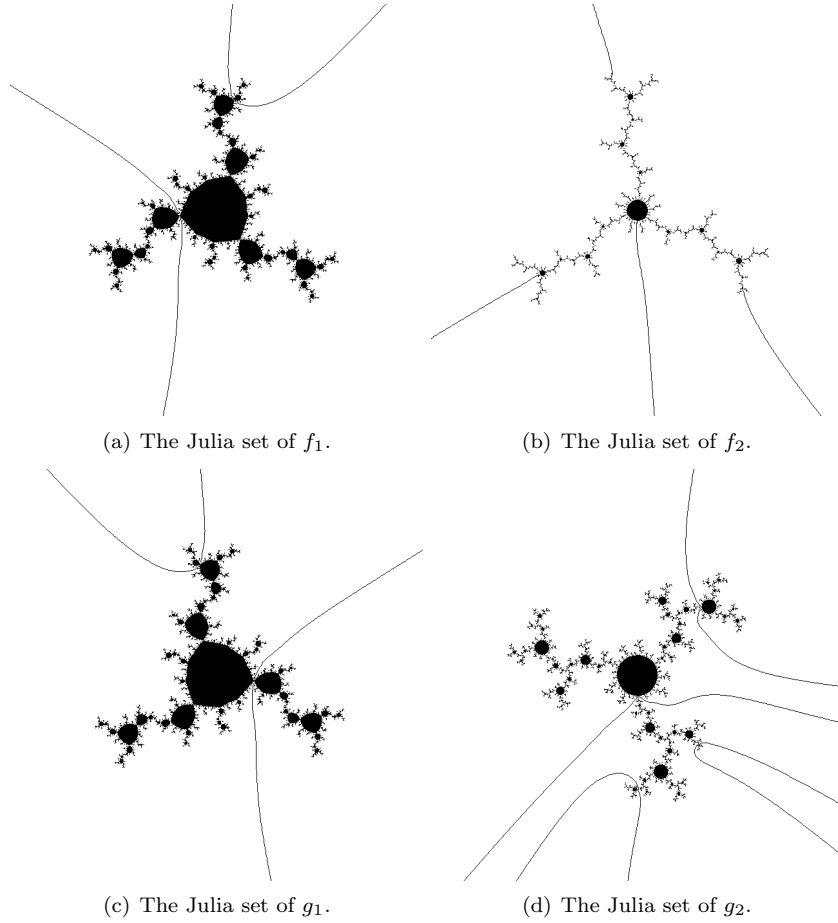 (a) The Julia set of f₁.
(b) The Julia set of f₂.
(c) The Julia set of g₁.
(d) The Julia set of g₂.